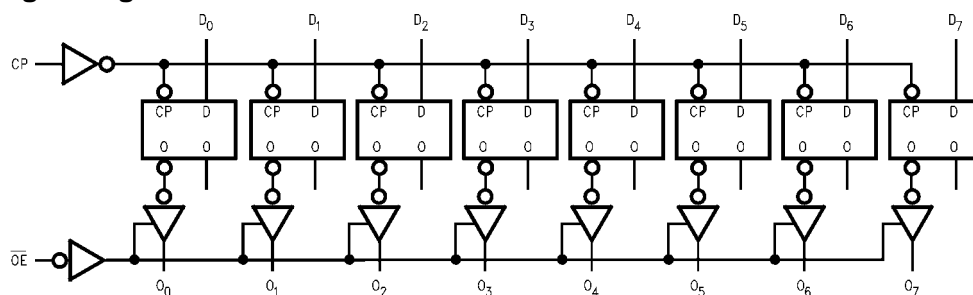 D0 D1 D2 D3 D4 D5 D6 D7
CP
CP D CP D CP D CP D CP D CP D CP D CP D
O O O O O O O O O O O O O O O O
OE
O0 O1 O2 O3 O4 O5 O6 O7